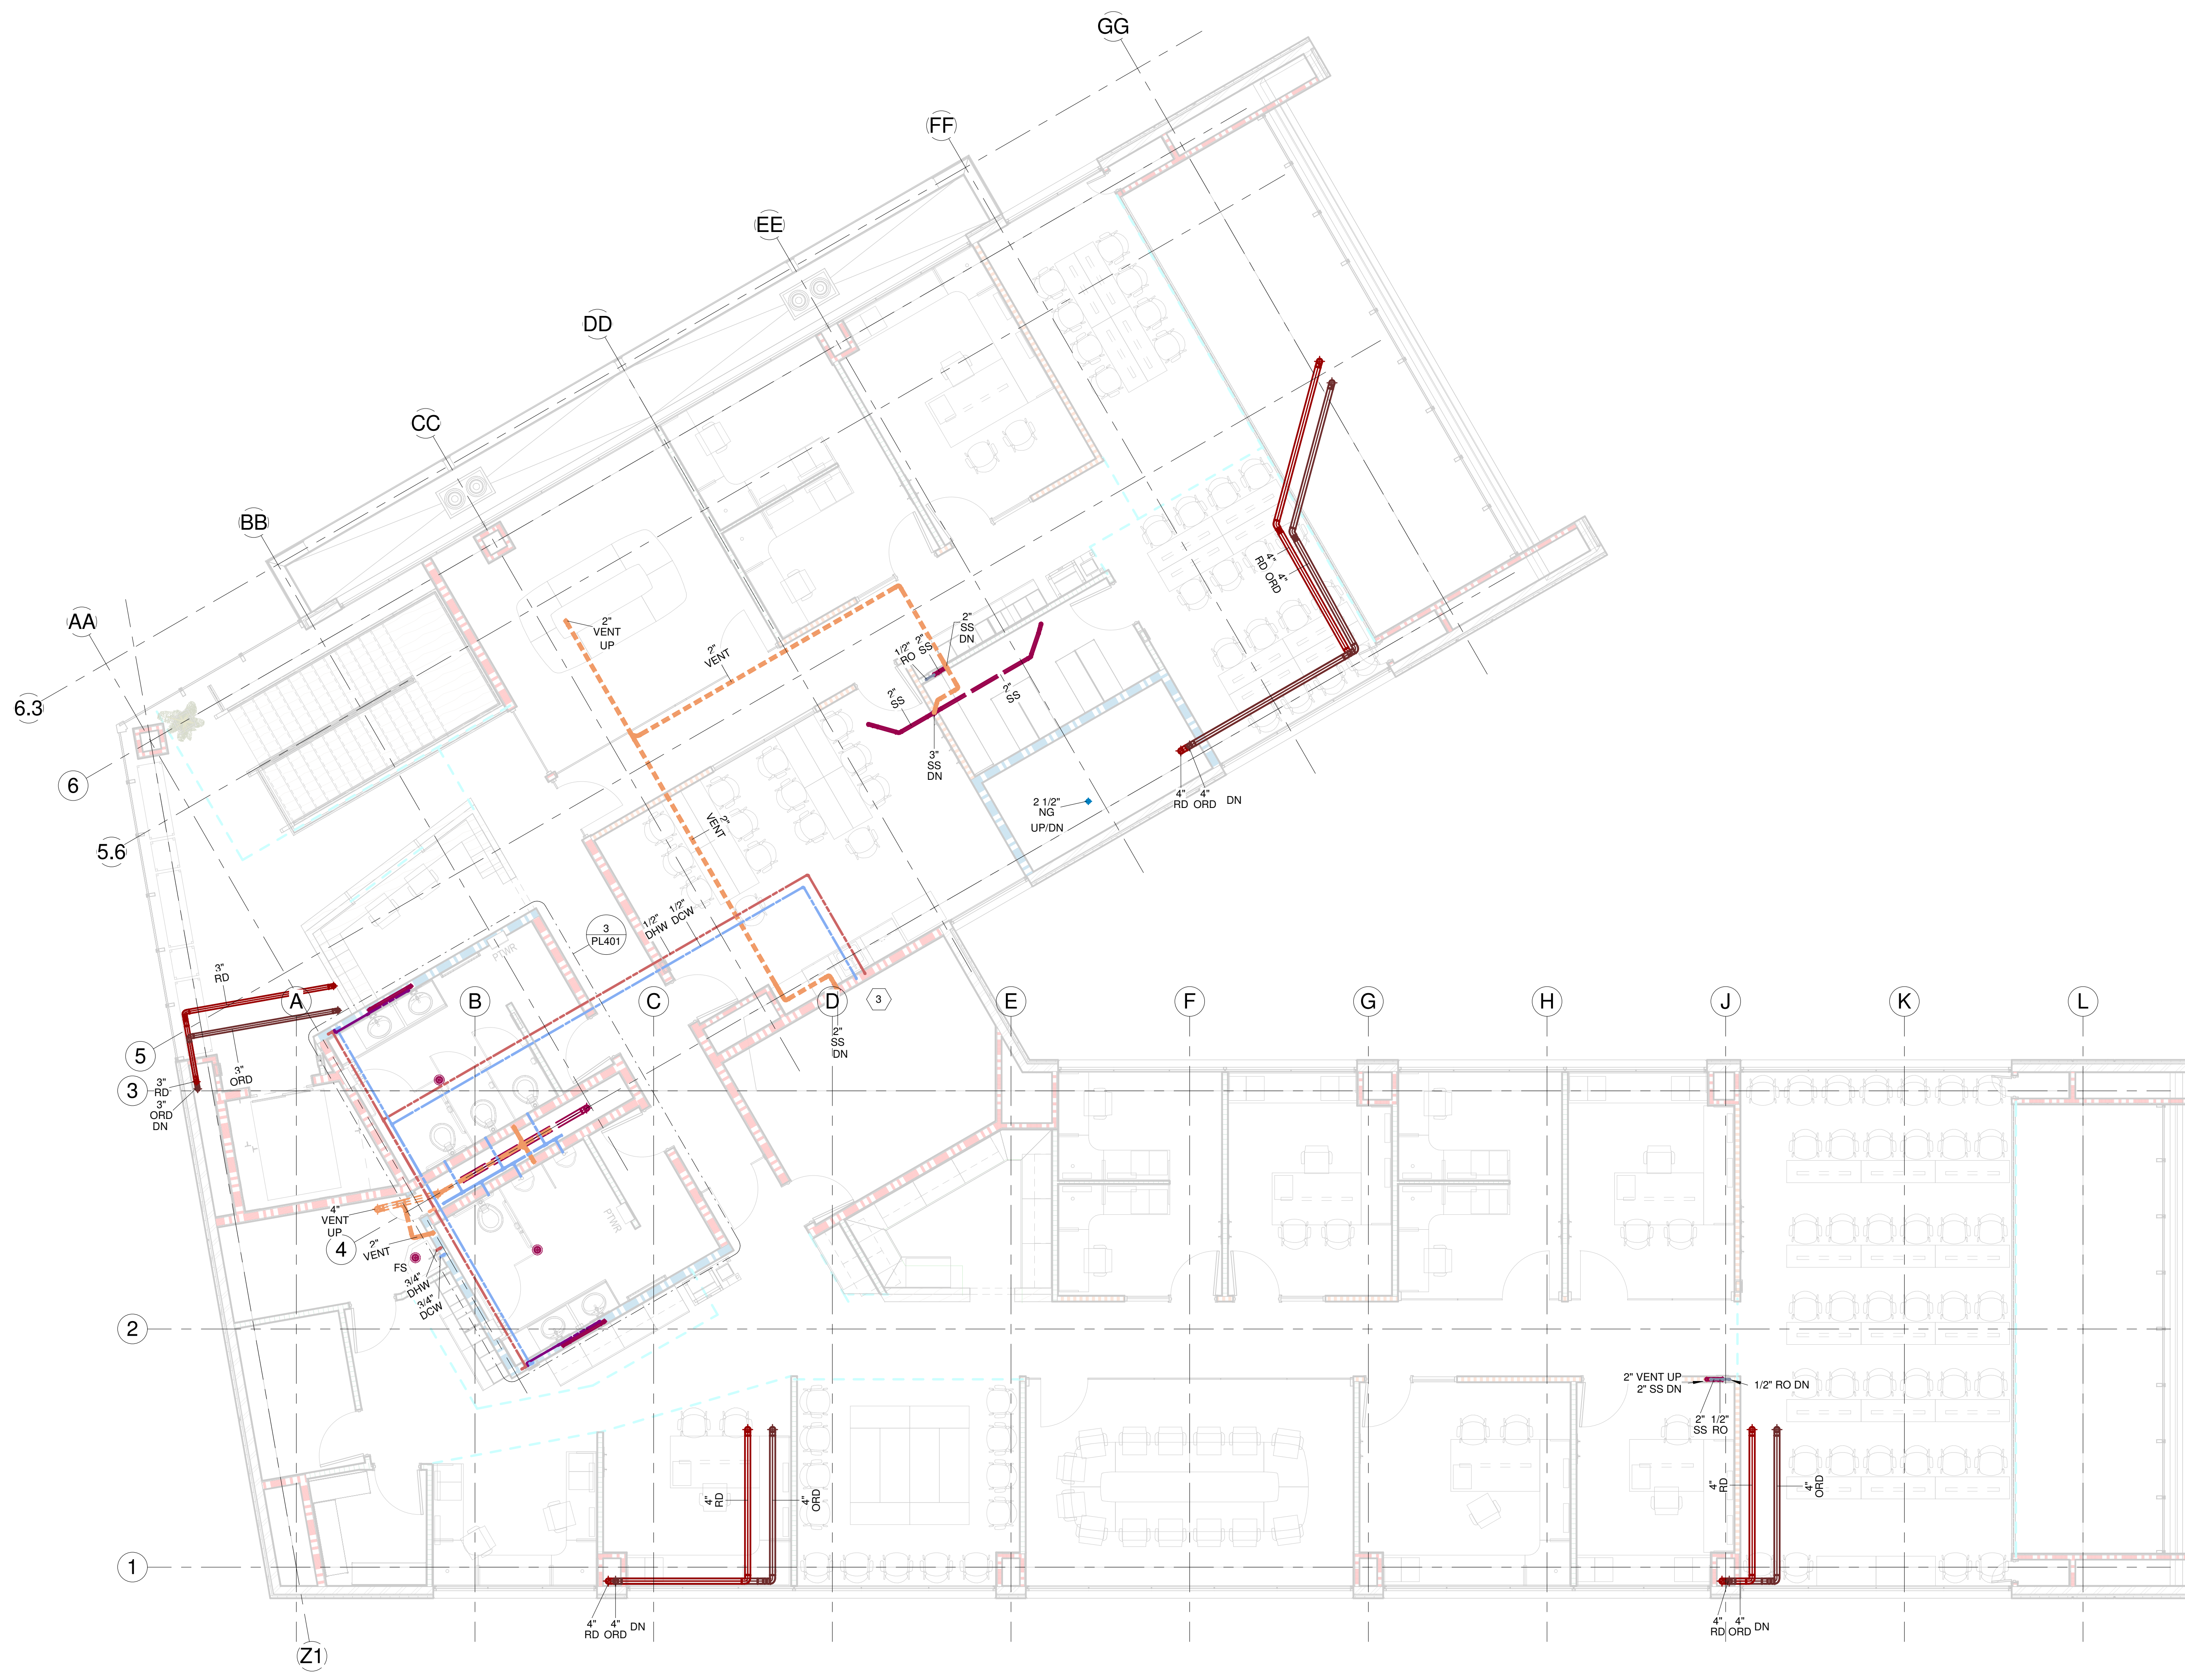 GG
FF
EE
DD
CC
BB
AA
6.3
6
5.6
5
3
4
2
1
Z1
A
B
C
D
E
F
G
H
J
K
L
2"
VENT
UP
2"
VENT
2"
VENT
1/2"
RO
2"
SS
2"
SS
DN
2"
SS
2"
SS
3"
SS
DN
4"
RD
4"
ORD
2 1/2"
NG
UP/DN
4"
RD
4"
ORD
DN
1/2"
DHW
1/2"
DCW
3
PL401
PTWR
3
2"
SS
DN
3"
RD
3"
ORD
3"
RD
3"
ORD
DN
4"
VENT
UP
2"
VENT
FS
3/4"
DHW
3/4"
DCW
PTWR
2" VENT UP
2" SS DN
1/2" RO DN
2"
SS
1/2"
RO
4"
RD
4"
ORD
4"
RD
4"
ORD
4"
RD
4"
ORD
DN
4"
RD
4"
ORD
DN